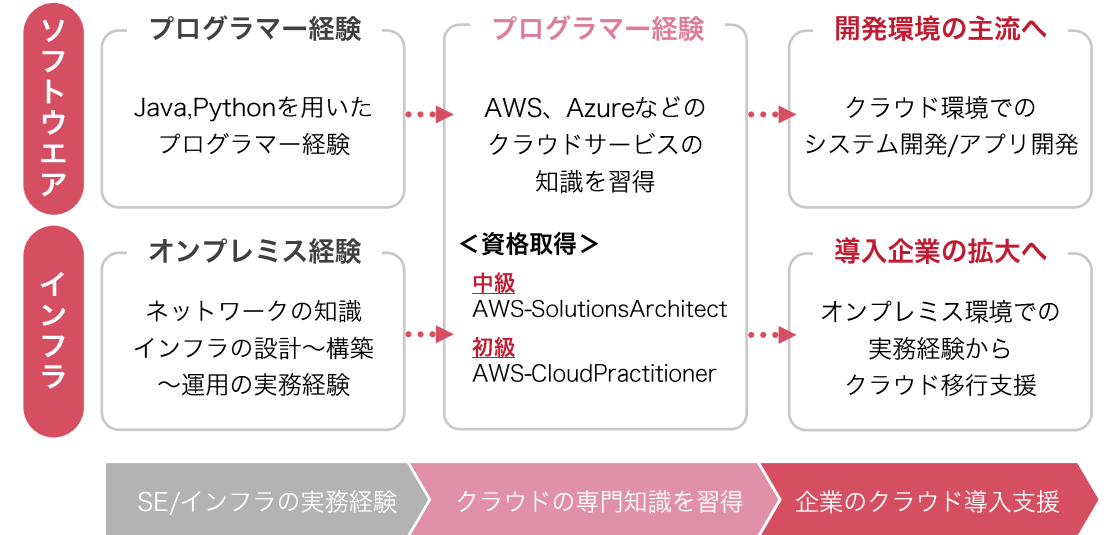 ソフトウエア
プログラマー経験
Java,Pythonを用いた
プログラマー経験
プログラマー経験
AWS、Azureなどの
クラウドサービスの
知識を習得
＜資格取得＞
中級
AWS-SolutionsArchitect
初級
AWS-CloudPractitioner
開発環境の主流へ
クラウド環境での
システム開発/アプリ開発
インフラ
オンプレミス経験
ネットワークの知識
インフラの設計〜構築
〜運用の実務経験
導入企業の拡大へ
オンプレミス環境での
実務経験から
クラウド移行支援
SE/インフラの実務経験
クラウドの専門知識を習得
企業のクラウド導入支援